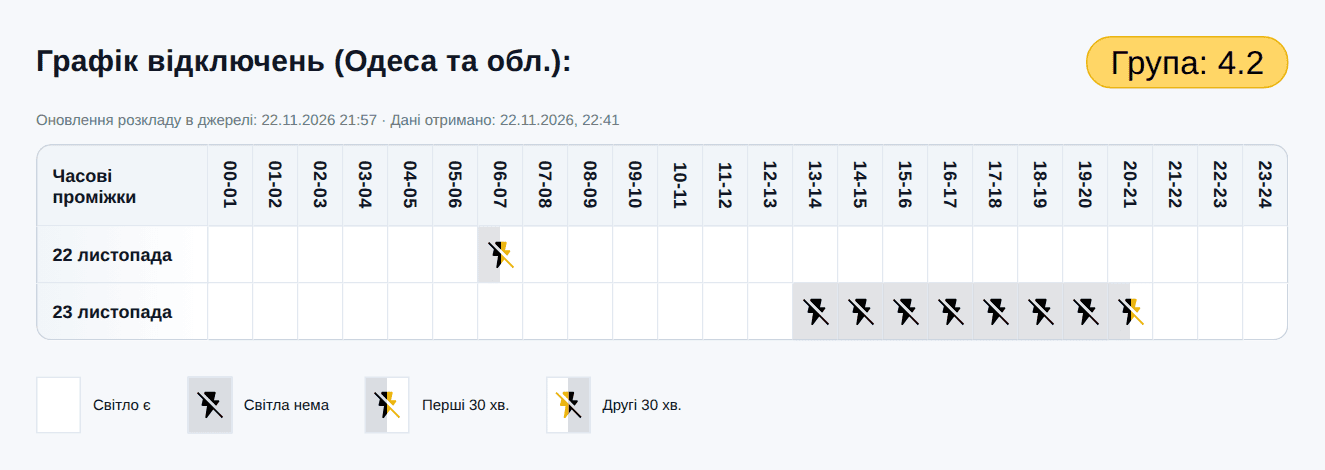 Графік відключень (Одеса та обл.):
Група: 4.2
Оновлення розкладу в джерелі: 22.11.2026 21:57 · Дані отримано: 22.11.2026, 22:41
Часові
проміжки
00-01
01-02
02-03
03-04
04-05
05-06
06-07
07-08
08-09
09-10
10-11
11-12
12-13
13-14
14-15
15-16
16-17
17-18
18-19
19-20
20-21
21-22
22-23
23-24
22 листопада
23 листопада
Світло є
Світла нема
Перші 30 хв.
Другі 30 хв.